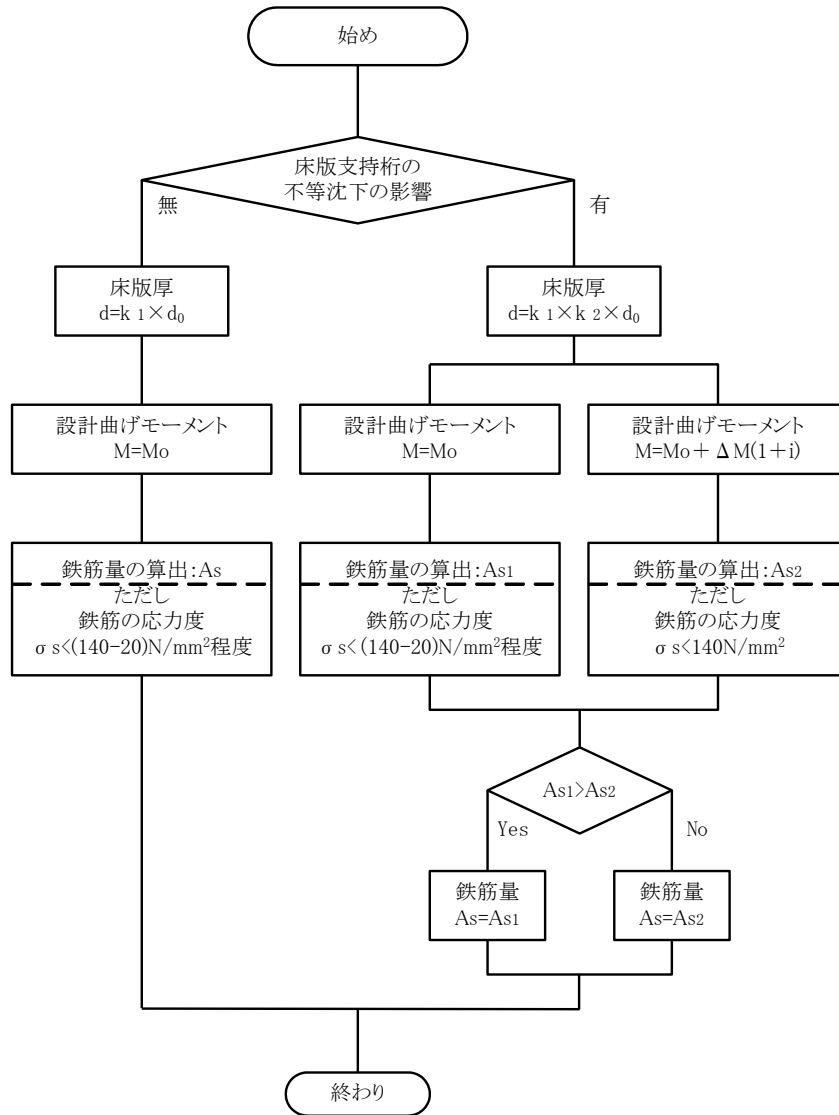 始め
床版支持桁の
不等沈下の影響
無
有
床版厚
d=k 1×d₀
床版厚
d=k 1×k 2×d₀
設計曲げモーメント
M=Mo
設計曲げモーメント
M=Mo
設計曲げモーメント
M=Mo+ΔM(1+i)
鉄筋量の算出:As
ただし
鉄筋の応力度
σs<(140-20)N/mm²程度
鉄筋量の算出:As1
ただし
鉄筋の応力度
σs<(140-20)N/mm²程度
鉄筋量の算出:As2
ただし
鉄筋の応力度
σs<140N/mm²
As1>As2
Yes
No
鉄筋量
As=As1
鉄筋量
As=As2
終わり